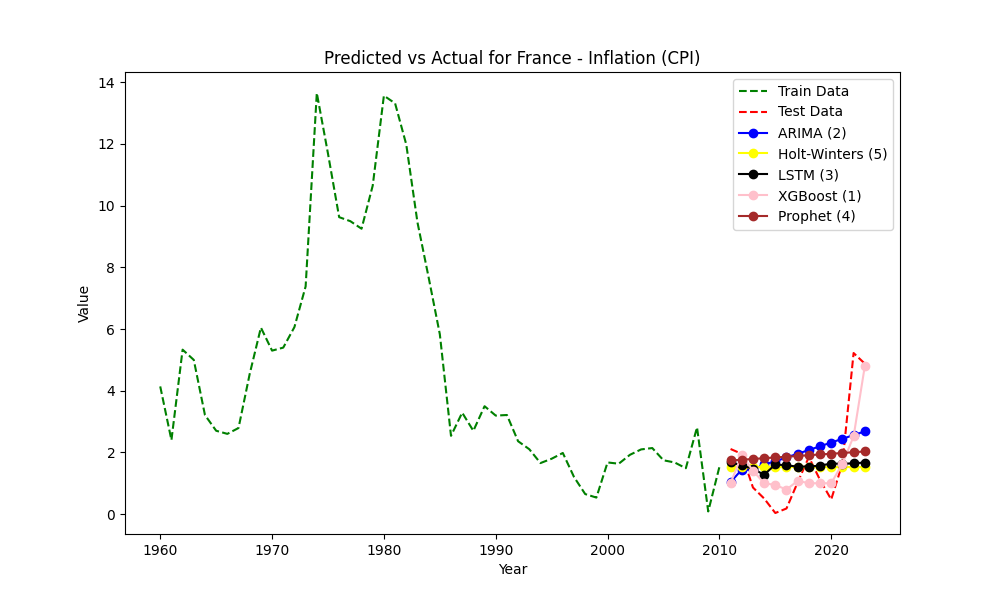 Predicted vs Actual for France - Inflation (CPI)
Train Data
Test Data
ARIMA (2)
Holt-Winters (5)
LSTM (3)
XGBoost (1)
Prophet (4)
Value
14
12
10
8
6
4
2
0
1960 1970 1980 1990 2000 2010 2020
Year